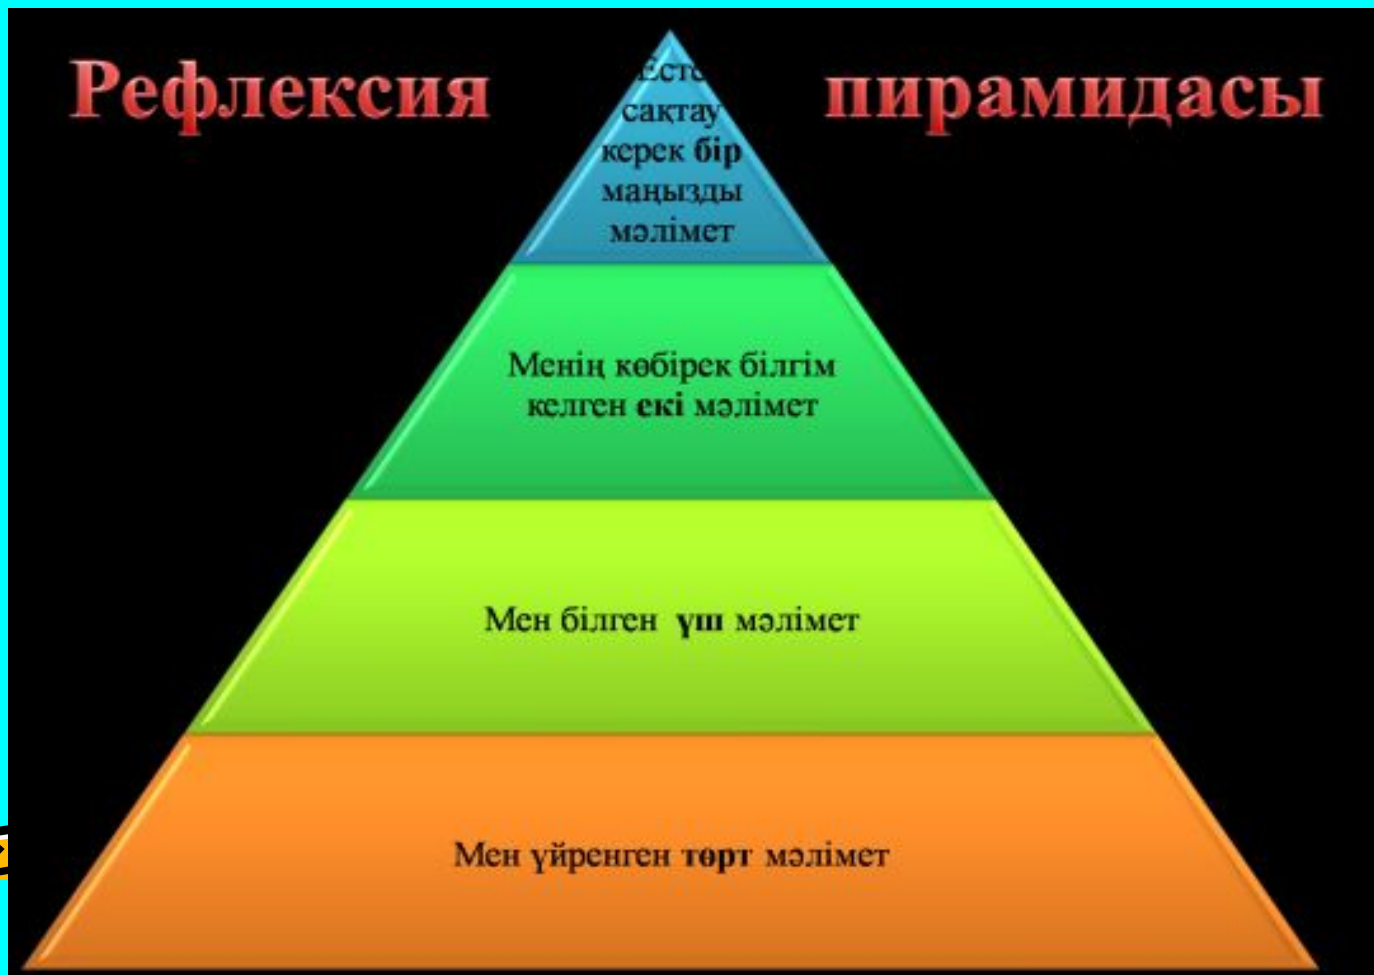 Рефлексия пирамидасы
Есте
сақтау
керек бір
маңызды
мәлімет
Менің көбірек білгім
келген екі мәлімет
Мен білген үш мәлімет
Мен үйренген төрт мәлімет